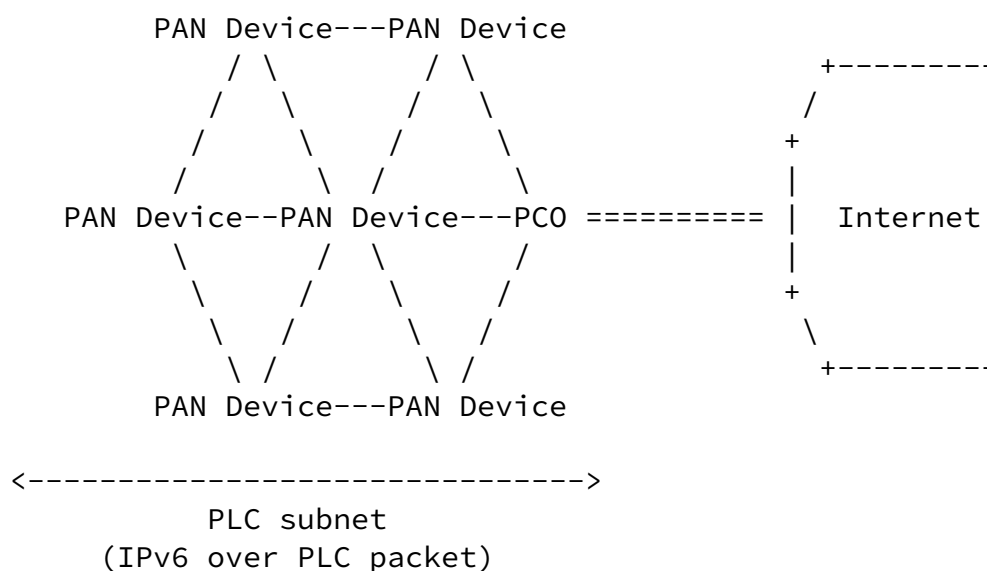 PAN Device---PAN Device
/ \ / \ +---------
/ \ / \ /
/ \ / \ +
/ \ / \ |
PAN Device--PAN Device---PCO ========== | Internet
\ / \ / |
\ / \ / +
\ / \ / \
\ / \ / +---------
PAN Device---PAN Device
<------------------------------->
PLC subnet
(IPv6 over PLC packet)